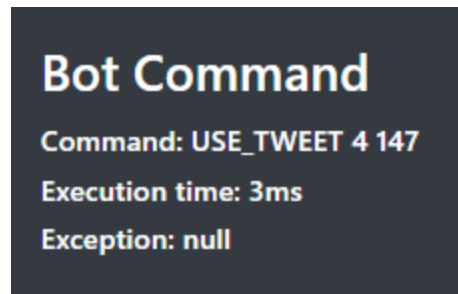 Bot Command
Command: USE_TWEET 4 147
Execution time: 3ms
Exception: null